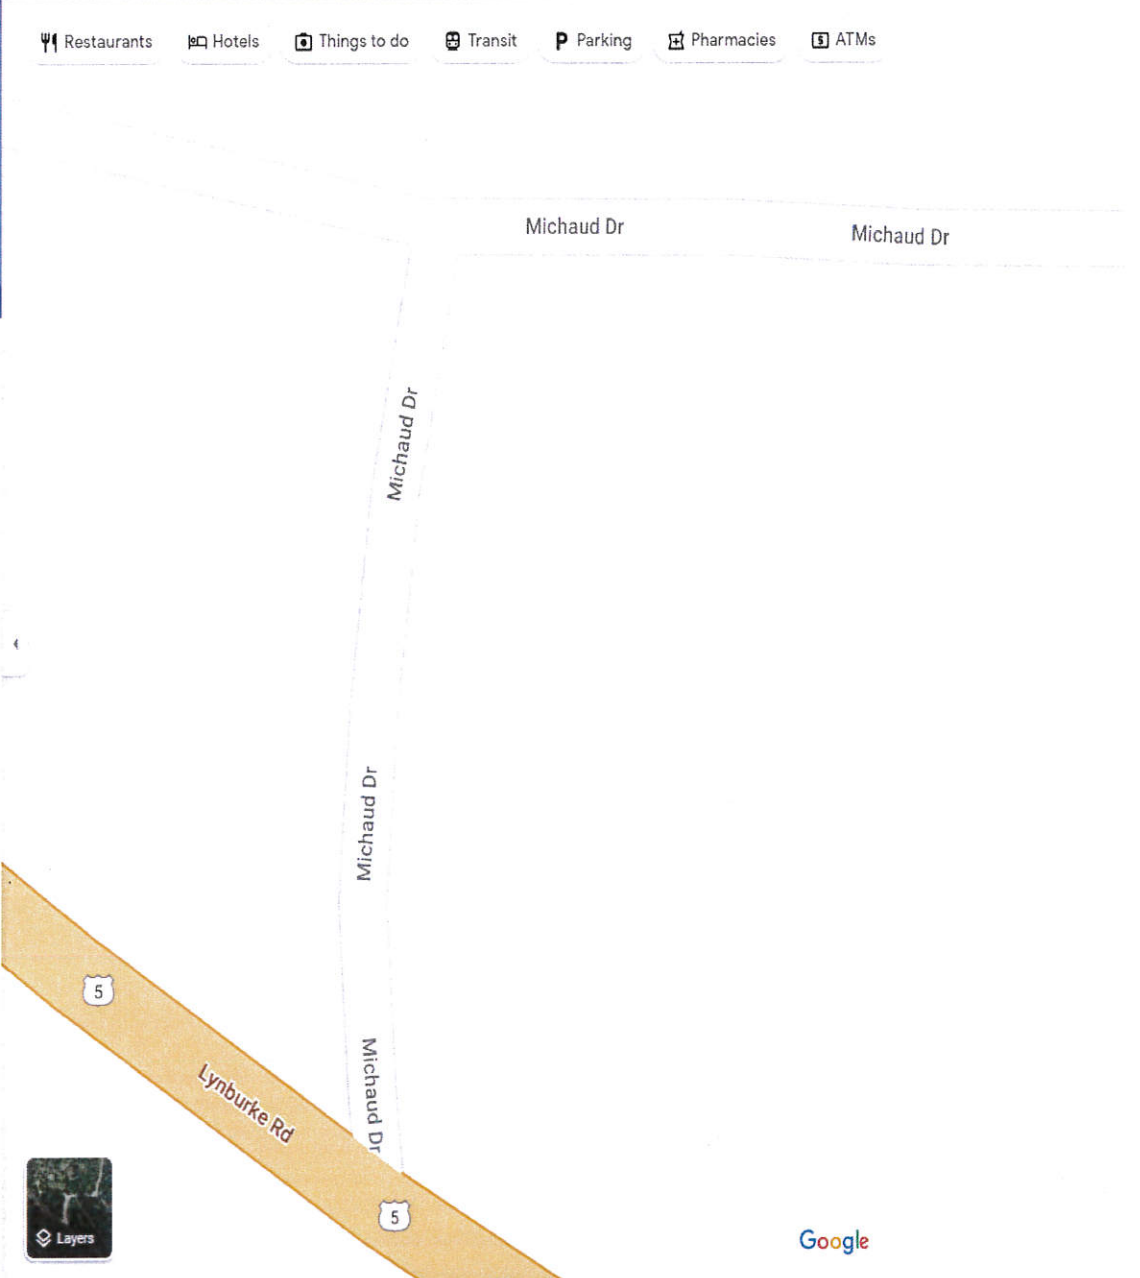 Restaurants
Hotels
Things to do
Transit
Parking
Pharmacies
ATMs
Michaud Dr
Michaud Dr
Michaud Dr
Michaud Dr
5
Michaud Dr
Lynburke Rd
5
Layers
Google